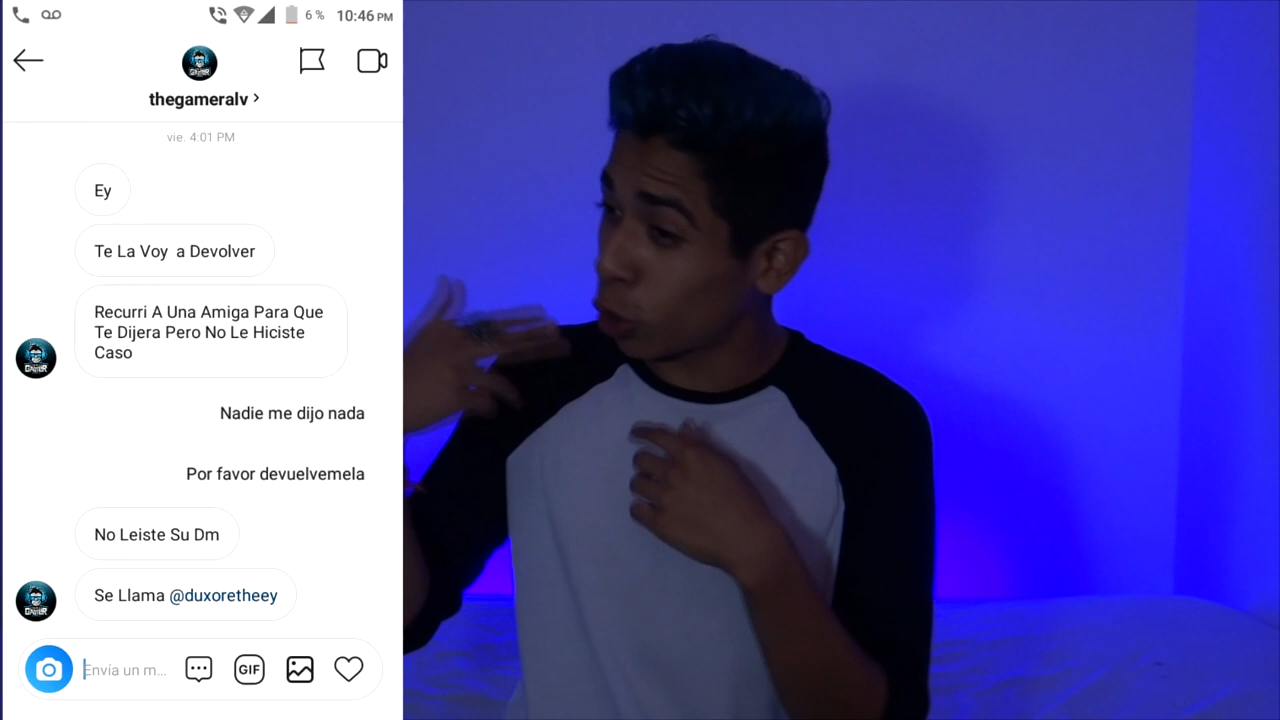 6 %
10:46 PM
thegameralv
vie. 4:01 PM
Ey
Te La Voy a Devolver
Recurri A Una Amiga Para Que
Te Dijera Pero No Le Hiciste
Caso
Nadie me dijo nada
Por favor devuelvemela
No Leiste Su Dm
Se Llama @duxoretheey
Envía un m...
GIF